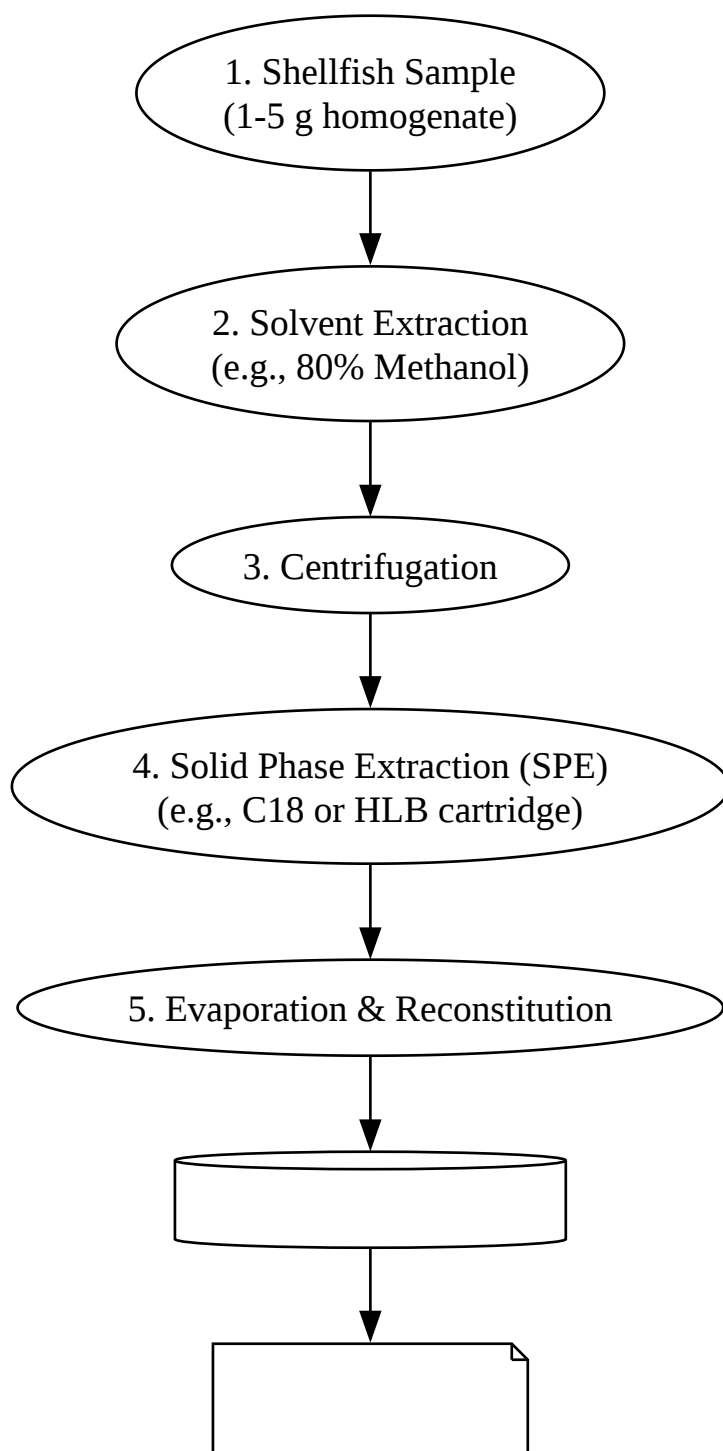 1. Shellfish Sample
(1-5 g homogenate)
2. Solvent Extraction
(e.g., 80% Methanol)
3. Centrifugation
4. Solid Phase Extraction (SPE)
(e.g., C18 or HLB cartridge)
5. Evaporation & Reconstitution